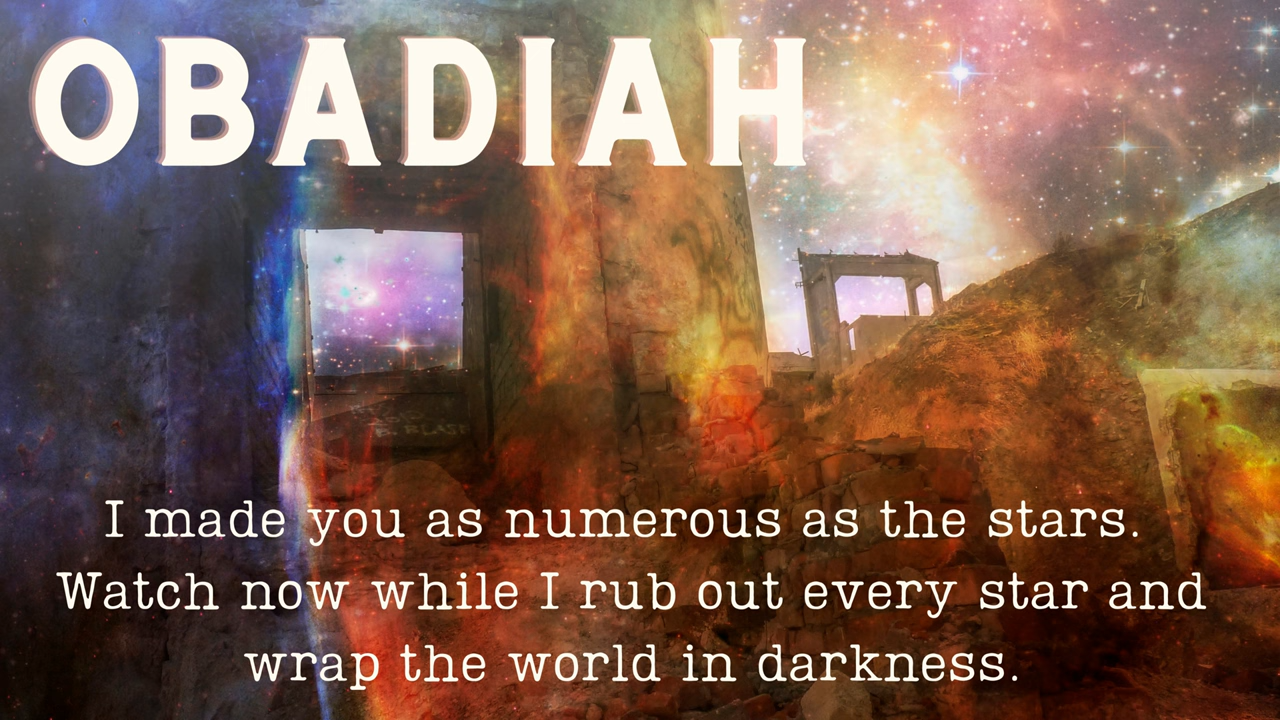 OBADIAH
I made you as numerous as the stars.
Watch now while I rub out every star and
wrap the world in darkness.